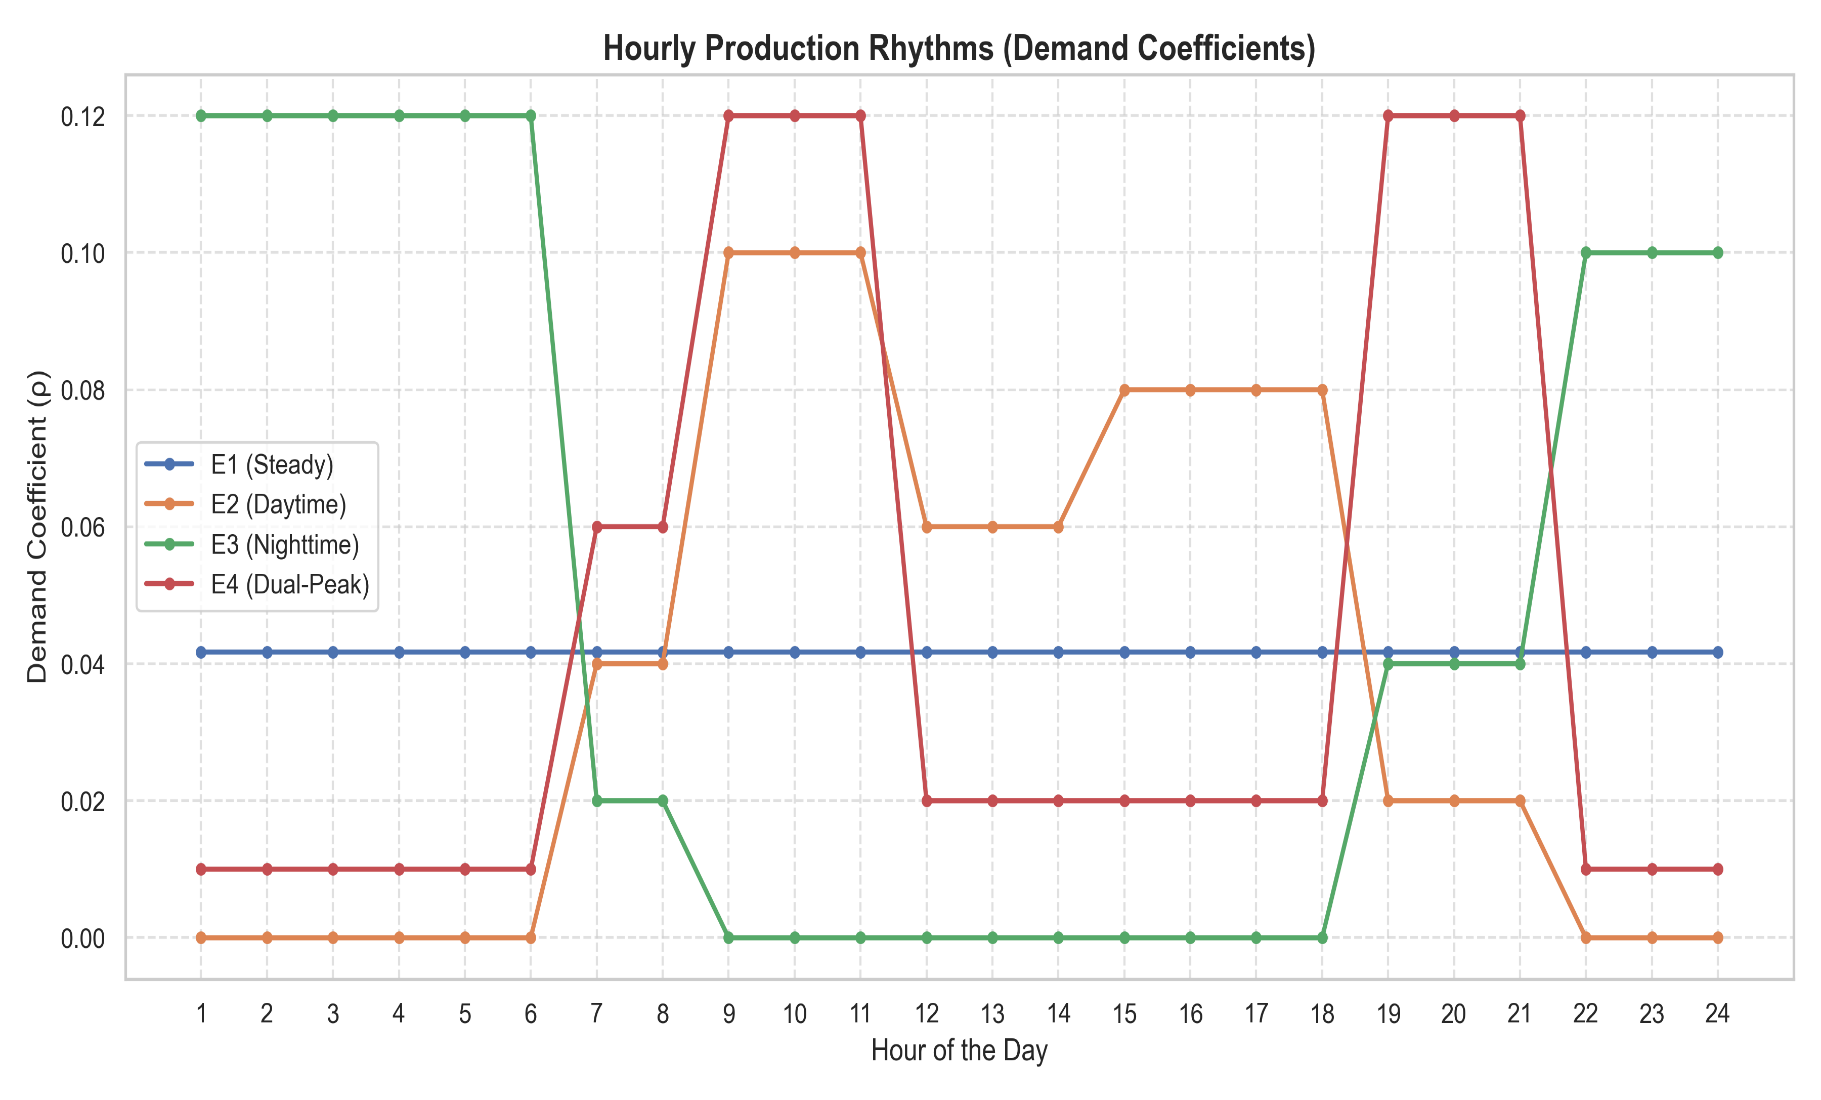 Hourly Production Rhythms (Demand Coefficients)
Demand Coefficient (ρ)
0.12
0.10
0.08
0.06
0.04
0.02
0.00
E1 (Steady)
E2 (Daytime)
E3 (Nighttime)
E4 (Dual-Peak)
1 2 3 4 5 6 7 8 9 10 11 12 13 14 15 16 17 18 19 20 21 22 23 24
Hour of the Day